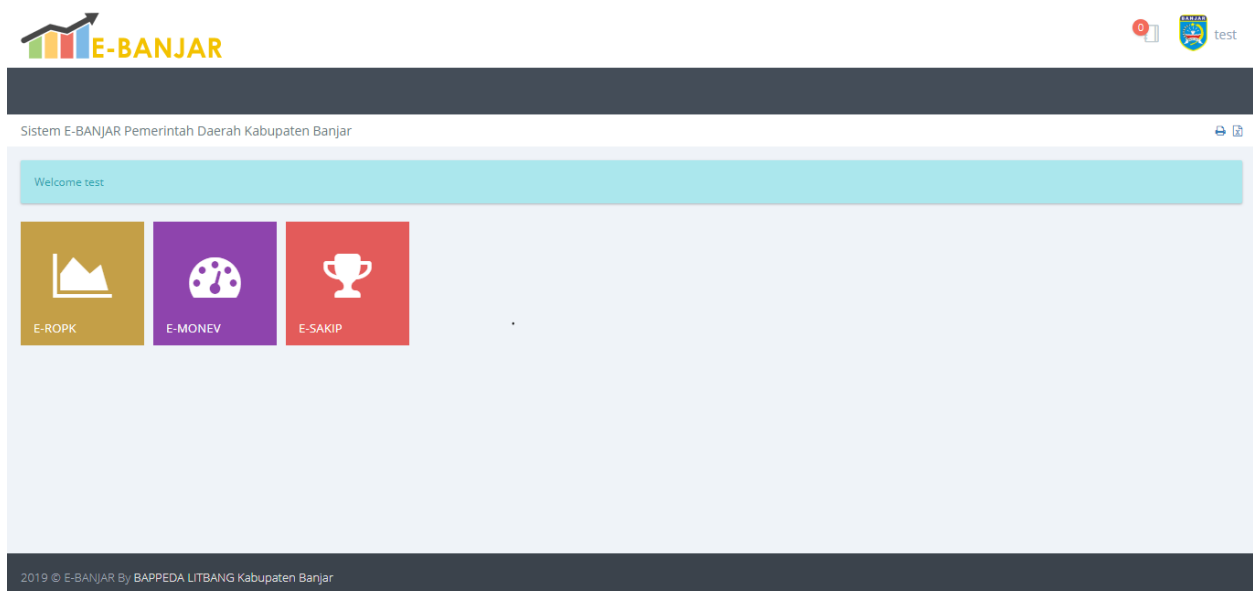 E-BANJAR
0
BANJAR
test
Sistem E-BANJAR Pemerintah Daerah Kabupaten Banjar
Welcome test
E-ROPK
E-MONEV
E-SAKIP
2019 © E-BANJAR By BAPPEDA LITBANG Kabupaten Banjar